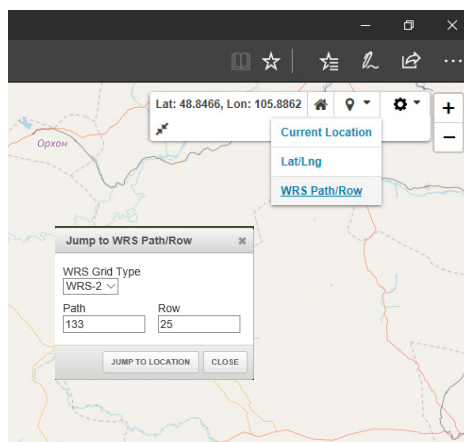 Lat: 48.8466, Lon: 105.8862
+
−
Орхон
Current Location
Lat/Lng
WRS Path/Row
Jump to WRS Path/Row
WRS Grid Type
WRS-2
Path Row
133 25
JUMP TO LOCATION CLOSE